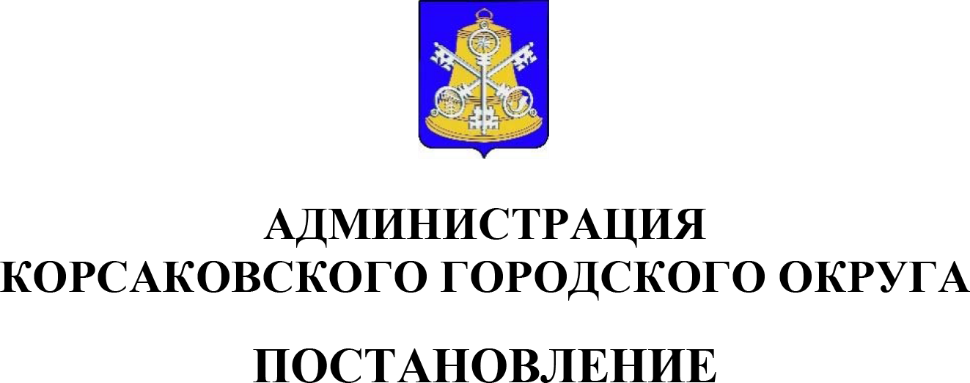 АДМИНИСТРАЦИЯ
КОРСАКОВСКОГО ГОРОДСКОГО ОКРУГА
ПОСТАНОВЛЕНИЕ